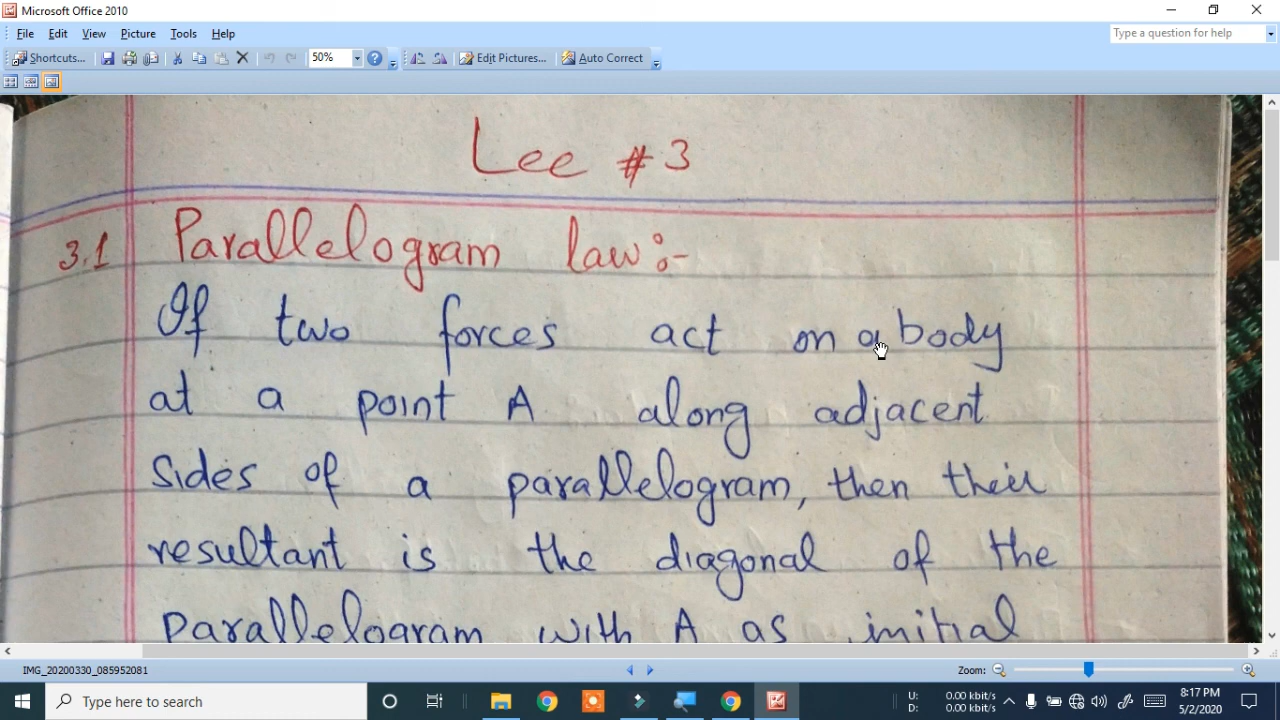 Microsoft Office 2010
File Edit View Picture Tools Help
Type a question for help
Shortcuts... 50% Edit Pictures... Auto Correct
Lec # 3
3.1 Parallelogram law:-
If two forces act on a body
at a point A along adjacent
Sides of a parallelogram, then their
resultant is the diagonal of the
Parallelogram with A as initial
IMG_20200330_085952081
Zoom:
Type here to search
U: 0.00 kbit/s
D: 0.00 kbit/s
8:17 PM
5/2/2020